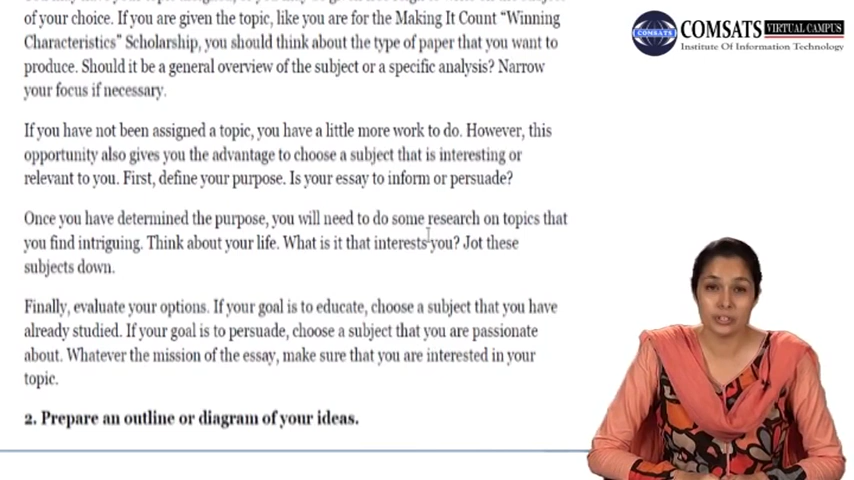 of your choice. If you are given the topic, like you are for the Making It Count “Winning
Characteristics” Scholarship, you should think about the type of paper that you want to
produce. Should it be a general overview of the subject or a specific analysis? Narrow
your focus if necessary.
If you have not been assigned a topic, you have a little more work to do. However, this
opportunity also gives you the advantage to choose a subject that is interesting or
relevant to you. First, define your purpose. Is your essay to inform or persuade?
Once you have determined the purpose, you will need to do some research on topics that
you find intriguing. Think about your life. What is it that interests you? Jot these
subjects down.
Finally, evaluate your options. If your goal is to educate, choose a subject that you have
already studied. If your goal is to persuade, choose a subject that you are passionate
about. Whatever the mission of the essay, make sure that you are interested in your
topic.
2. Prepare an outline or diagram of your ideas.
COMSATS
COMSATS VIRTUAL CAMPUS
Institute Of Information Technology